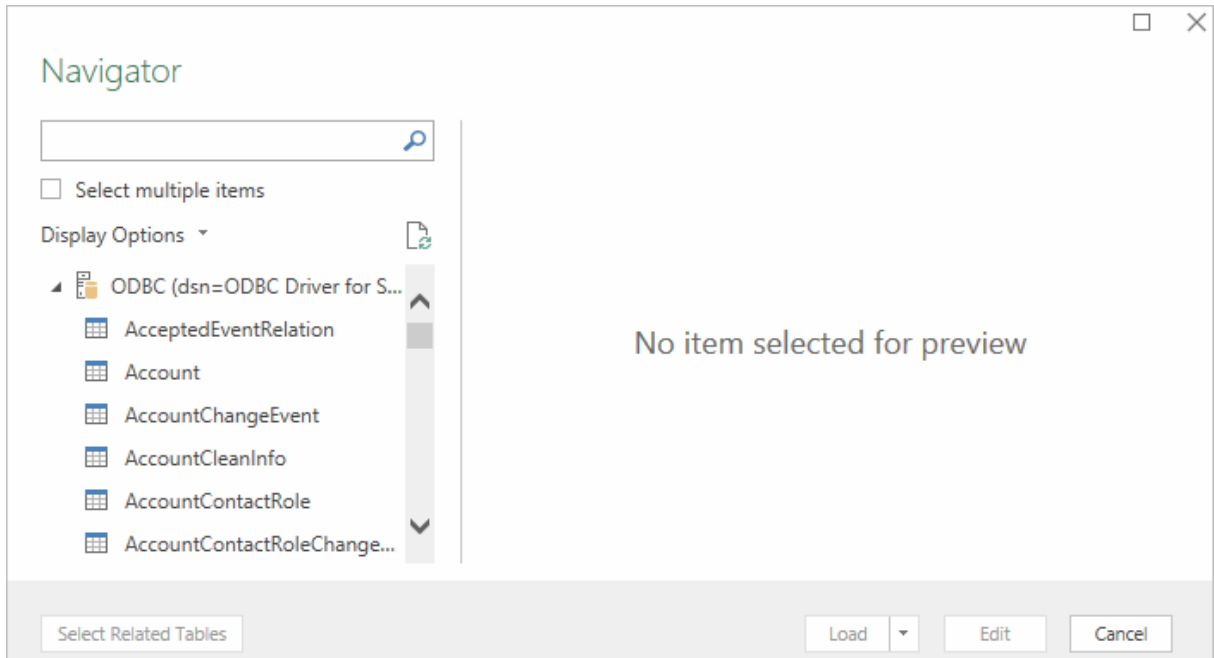 Navigator
Select multiple items
Display Options
ODBC (dsn=ODBC Driver for S...
AcceptedEventRelation
Account
AccountChangeEvent
AccountCleanInfo
AccountContactRole
AccountContactRoleChange...
No item selected for preview
Select Related Tables
Load
Edit
Cancel